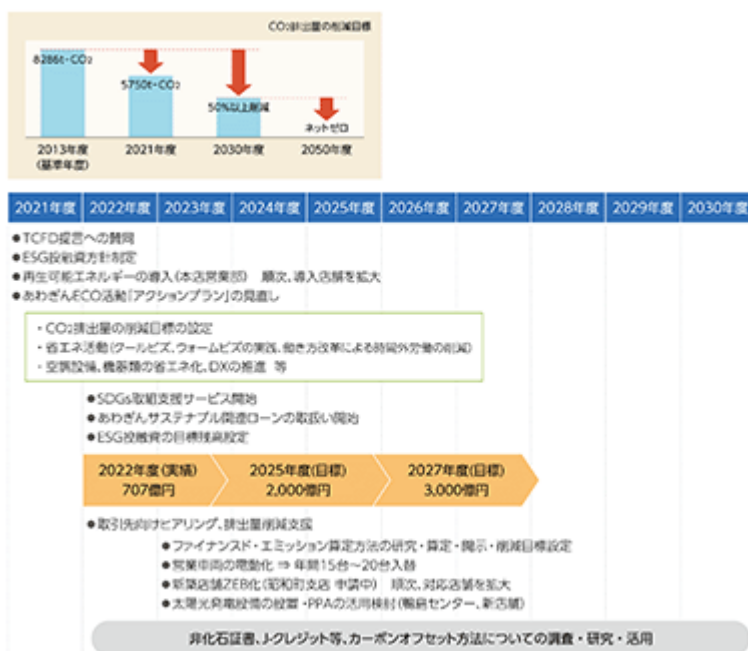 CO₂排出量の削減目標
8286t-CO₂
5750t-CO₂
50%以上削減
ネットゼロ
2013年度
(基準年度)
2021年度
2030年度
2050年度
2021年度 2022年度 2023年度 2024年度 2025年度 2026年度 2027年度 2028年度 2029年度 2030年度
●TCFD提言への賛同
●ESG投融資方針制定
●再生可能エネルギーの導入(本店営業部) 順次、導入店舗を拡大
●あわぎんECO活動「アクションプラン」の見直し
・CO₂排出量の削減目標の設定
・省エネ活動(クールビズ、ウォームビズの実践、働き方改革による時間外労働の削減)
・空調設備、機器類の省エネ化、DXの推進 等
●SDGs取組支援サービス開始
●あわぎんサステナブル関連ローンの取扱い開始
●ESG投融資の目標残高設定
2022年度(実績)
707億円
2025年度(目標)
2,000億円
2027年度(目標)
3,000億円
●取引先向けヒアリング、排出量削減支援
●ファイナンスド・エミッション算定方法の研究・算定・開示・削減目標設定
●営業車両の電動化 ⇒ 年間15台~20台入替
●新築店舗ZEB化(昭和町支店 申請中) 順次、対応店舗を拡大
●太陽光発電設備の設置・PPAの活用検討(鴨島センター、新店舗)
非化石証書、J-クレジット等、カーボンオフセット方法についての調査・研究・活用